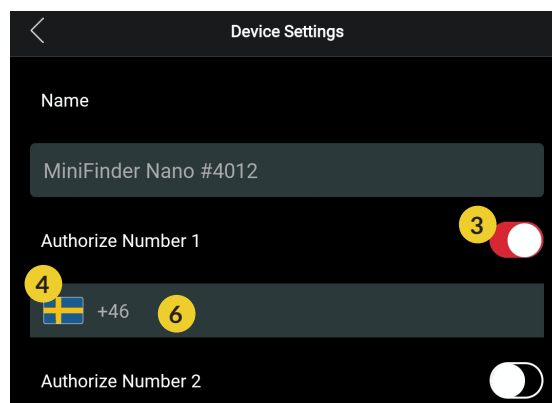 Device Settings
Name
MiniFinder Nano #4012
Authorize Number 1
3
4
+46
6
Authorize Number 2